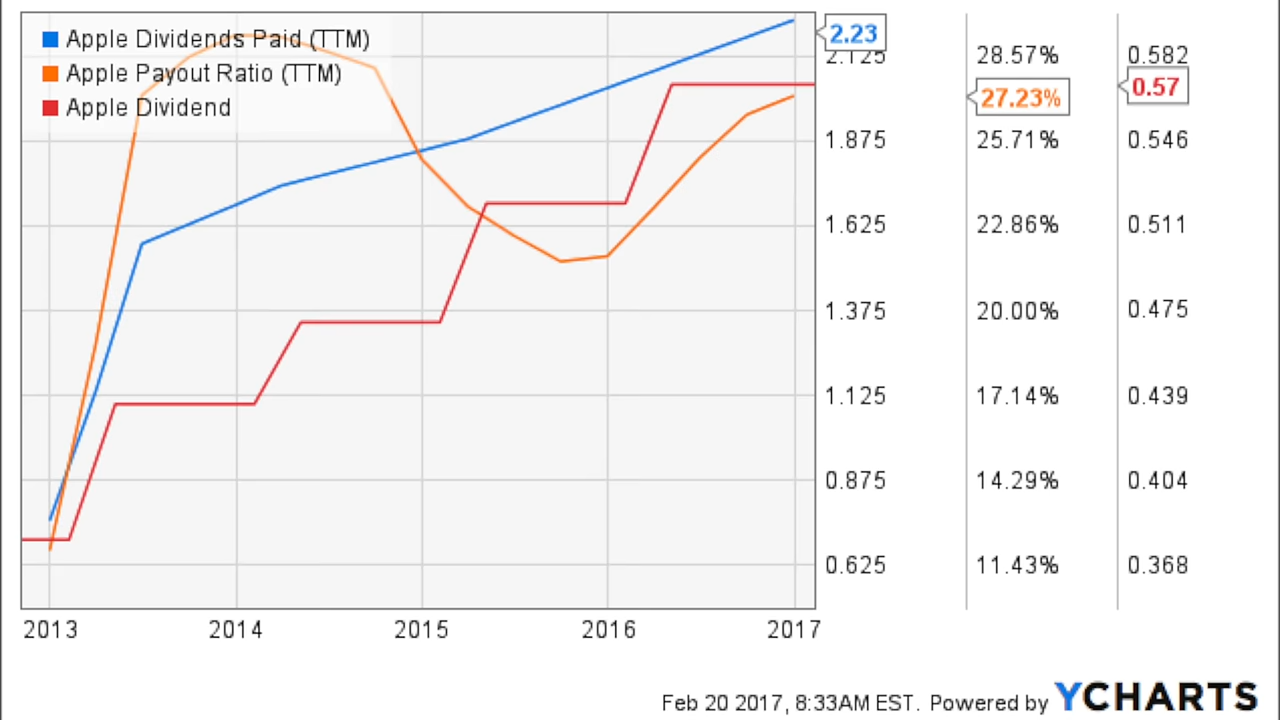 Apple Dividends Paid (TTM)
Apple Payout Ratio (TTM)
Apple Dividend
2.23
2.125 28.57% 0.582
27.23% 0.57
1.875 25.71% 0.546
1.625 22.86% 0.511
1.375 20.00% 0.475
1.125 17.14% 0.439
0.875 14.29% 0.404
0.625 11.43% 0.368
2013 2014 2015 2016 2017
Feb 20 2017, 8:33AM EST. Powered by YCHARTS